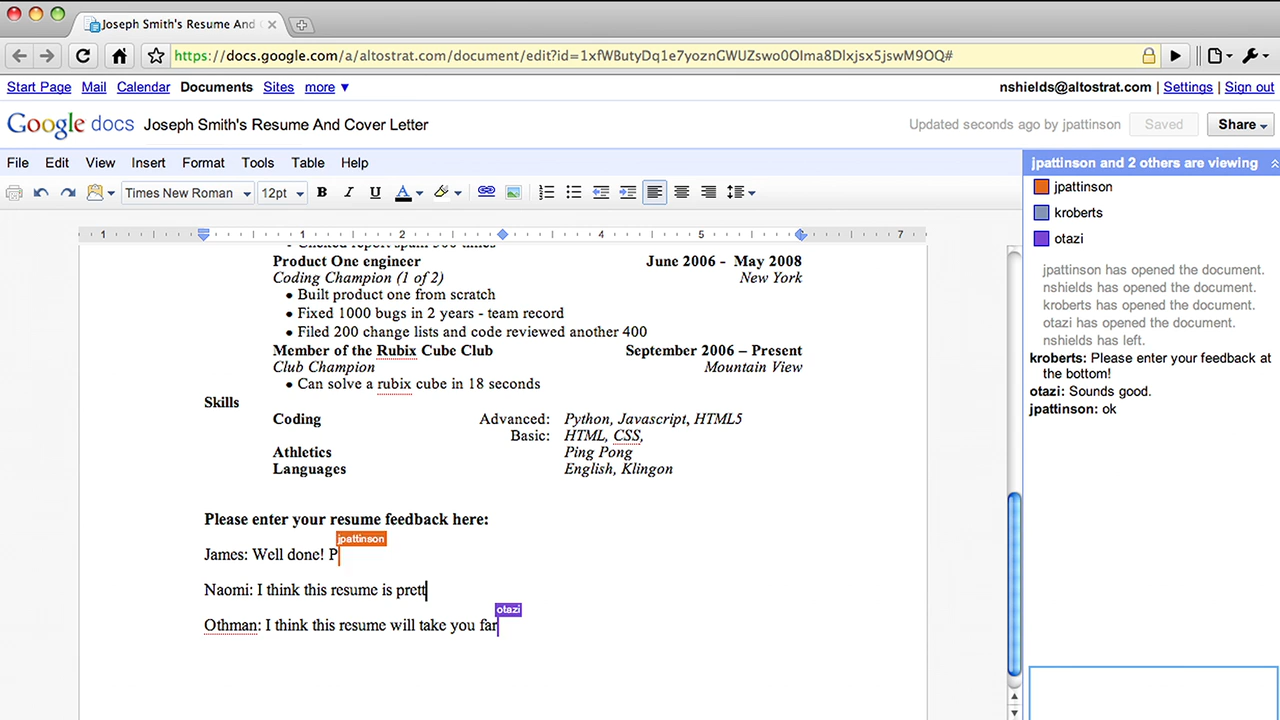 Joseph Smith's Resume And
https://docs.google.com/a/altostrat.com/document/edit?id=1xfWButyDq1e7yoznGWUZswo0OIma8Dlxjsx5jswM9OQ#
Start Page Mail Calendar Documents Sites more ▼ nshields@altostrat.com | Settings | Sign out
Google docs Joseph Smith's Resume And Cover Letter Updated seconds ago by jpattinson Saved Share
File Edit View Insert Format Tools Table Help
Times New Roman 12pt B I U A
1 1 2 4 5 7
jpattinson and 2 others are viewing
jpattinson
kroberts
otazi
jpattinson has opened the document.
nshields has opened the document.
kroberts has opened the document.
otazi has opened the document.
nshields has left.
kroberts: Please enter your feedback at
the bottom!
otazi: Sounds good.
jpattinson: ok
Product One engineer June 2006 - May 2008
Coding Champion (1 of 2) New York
• Built product one from scratch
• Fixed 1000 bugs in 2 years - team record
• Filed 200 change lists and code reviewed another 400
Member of the Rubix Cube Club September 2006 – Present
Club Champion Mountain View
• Can solve a rubix cube in 18 seconds
Skills
Coding Advanced: Python, Javascript, HTML5
Basic: HTML, CSS,
Athletics Ping Pong
Languages English, Klingon
Please enter your resume feedback here:
jpattinson
James: Well done! P
Naomi: I think this resume is prett
otazi
Othman: I think this resume will take you far